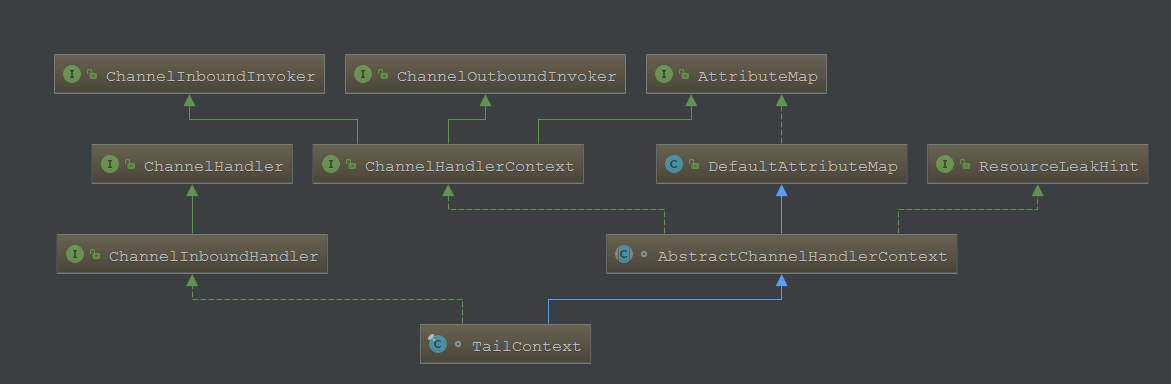 ChannelInboundInvoker
ChannelOutboundInvoker
AttributeMap
ChannelHandler
ChannelHandlerContext
DefaultAttributeMap
ResourceLeakHint
ChannelInboundHandler
AbstractChannelHandlerContext
TailContext